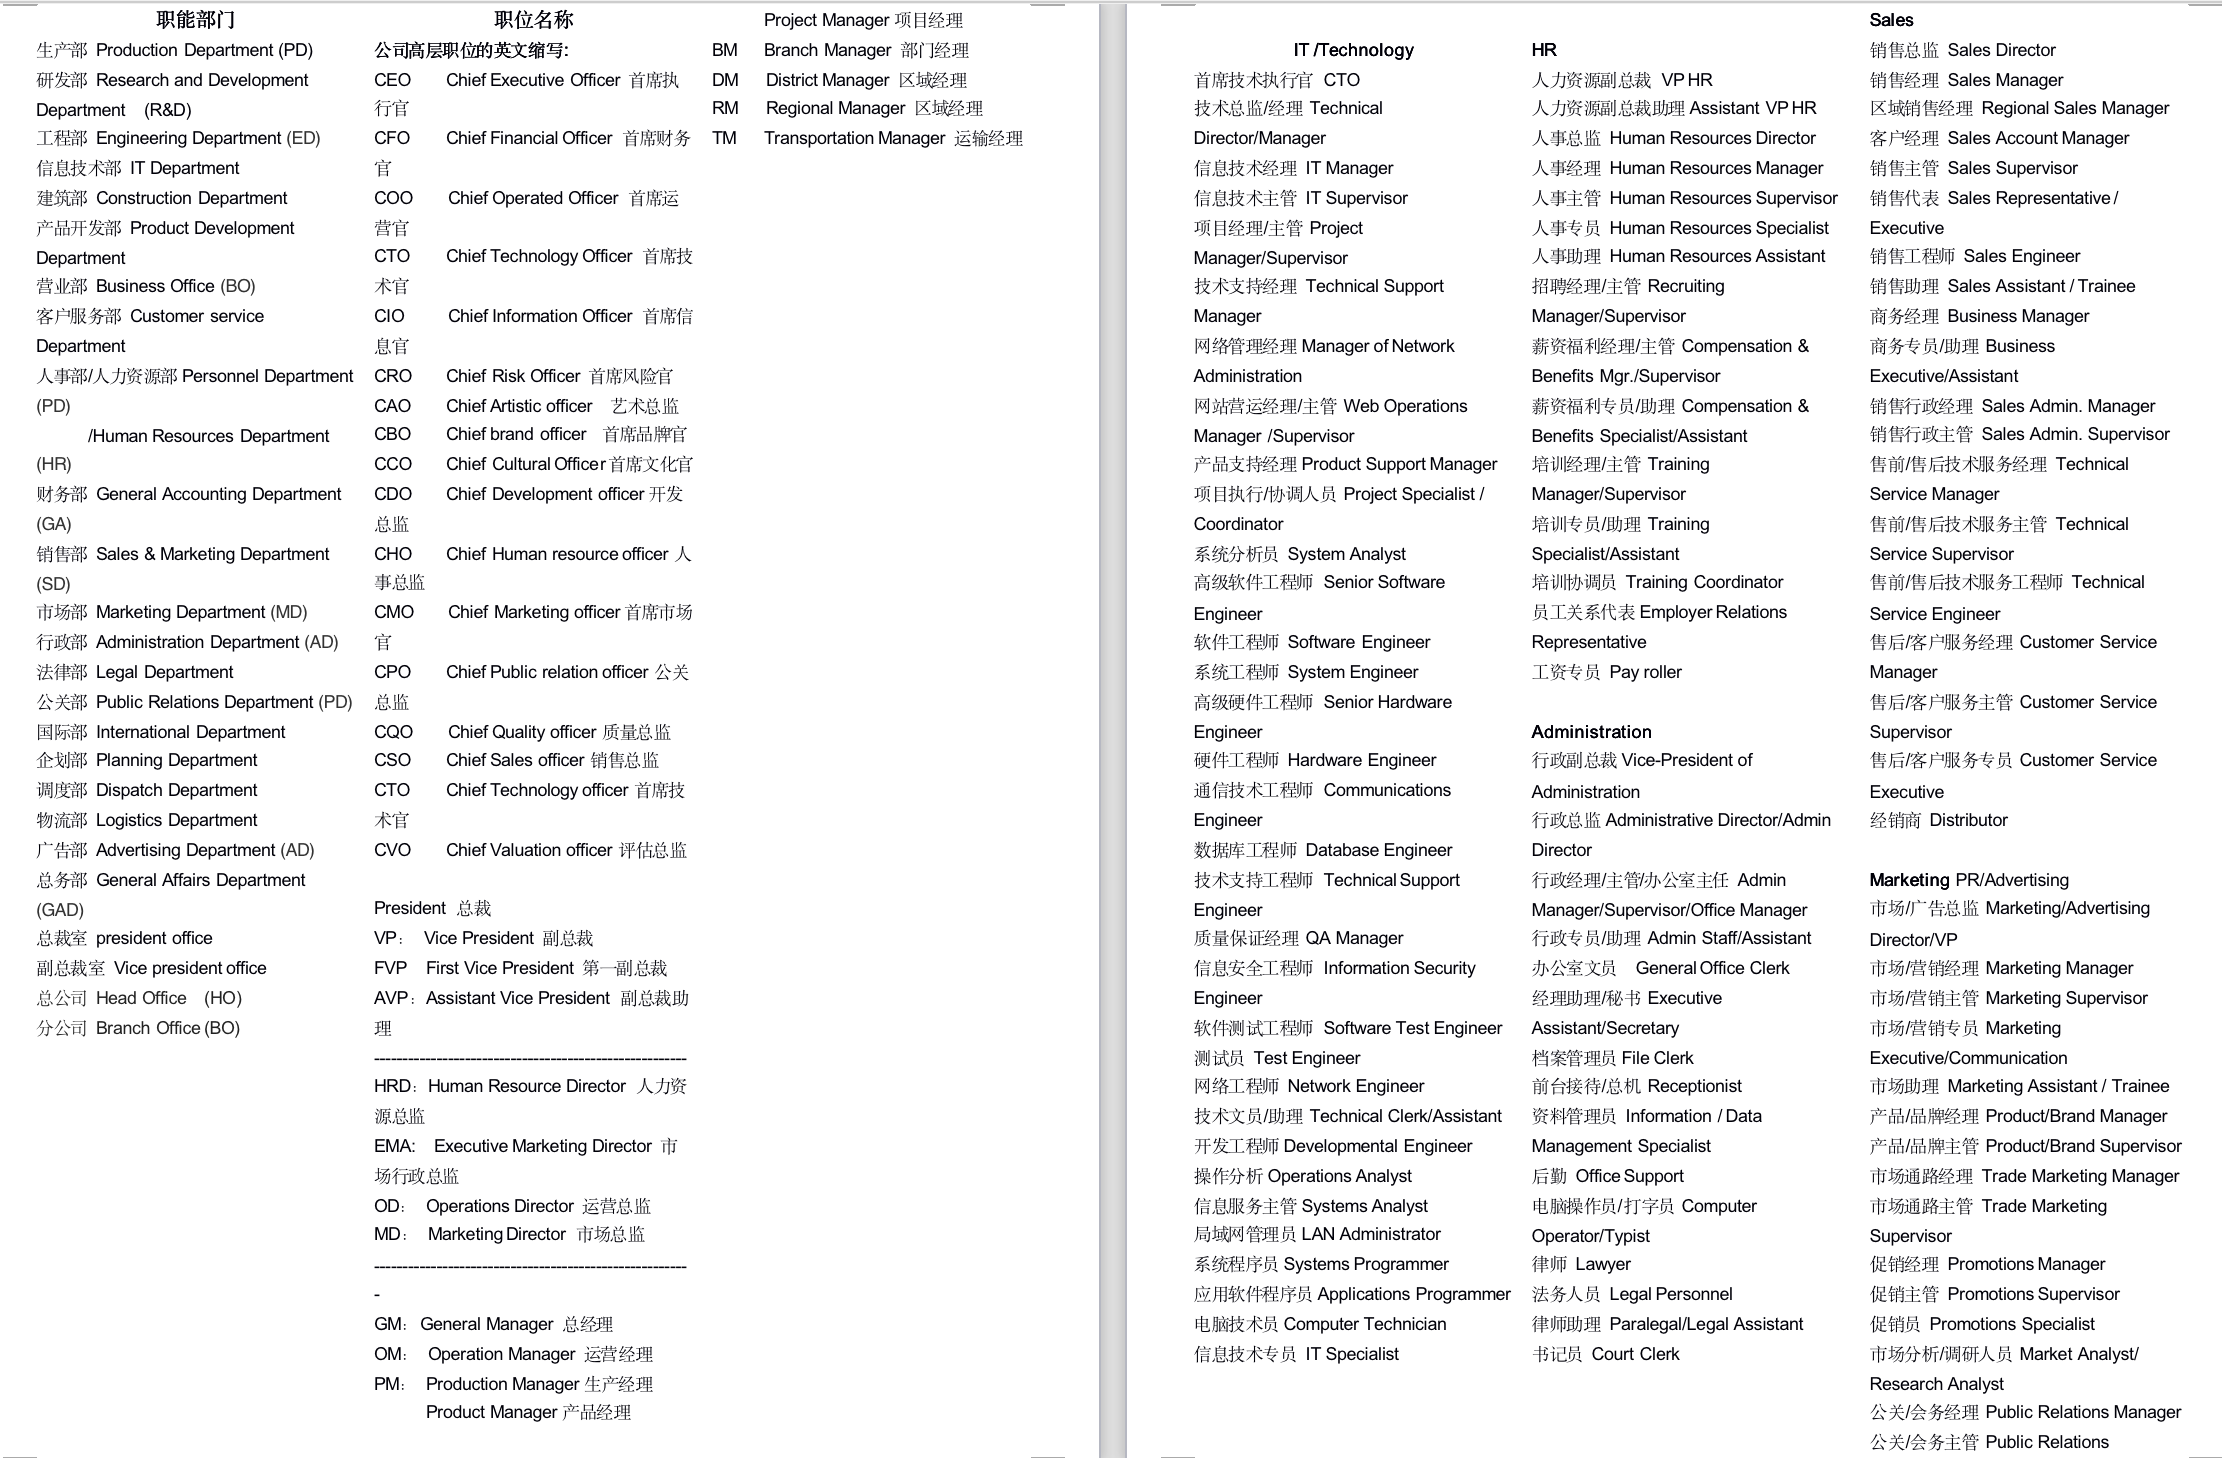 职能部门
生产部 Production Department (PD)
研发部 Research and Development
Department (R&D)
工程部 Engineering Department (ED)
信息技术部 IT Department
建筑部 Construction Department
产品开发部 Product Development
Department
营业部 Business Office (BO)
客户服务部 Customer service
Department
人事部/人力资源部 Personnel Department
(PD)
/Human Resources Department
(HR)
财务部 General Accounting Department
(GA)
销售部 Sales & Marketing Department
(SD)
市场部 Marketing Department (MD)
行政部 Administration Department (AD)
法律部 Legal Department
公关部 Public Relations Department (PD)
国际部 International Department
企划部 Planning Department
调度部 Dispatch Department
物流部 Logistics Department
广告部 Advertising Department (AD)
总务部 General Affairs Department
(GAD)
总裁室 president office
副总裁室 Vice president office
总公司 Head Office (HO)
分公司 Branch Office (BO)
职位名称
公司高层职位的英文缩写:
CEO Chief Executive Officer 首席执
行官
CFO Chief Financial Officer 首席财务
官
COO Chief Operated Officer 首席运
营官
CTO Chief Technology Officer 首席技
术官
CIO Chief Information Officer 首席信
息官
CRO Chief Risk Officer 首席风险官
CAO Chief Artistic officer 艺术总监
CBO Chief brand officer 首席品牌官
CCO Chief Cultural Officer 首席文化官
CDO Chief Development officer 开发
总监
CHO Chief Human resource officer 人
事总监
CMO Chief Marketing officer 首席市场
官
CPO Chief Public relation officer 公关
总监
CQO Chief Quality officer 质量总监
CSO Chief Sales officer 销售总监
CTO Chief Technology officer 首席技
术官
CVO Chief Valuation officer 评估总监
President 总裁
VP： Vice President 副总裁
FVP First Vice President 第一副总裁
AVP：Assistant Vice President 副总裁助
理
-------------------------------------------------------
HRD：Human Resource Director 人力资
源总监
EMA: Executive Marketing Director 市
场行政总监
OD： Operations Director 运营总监
MD： Marketing Director 市场总监
-------------------------------------------------------
-
GM：General Manager 总经理
OM： Operation Manager 运营经理
PM： Production Manager 生产经理
Product Manager 产品经理
Project Manager 项目经理
BM Branch Manager 部门经理
DM District Manager 区域经理
RM Regional Manager 区域经理
TM Transportation Manager 运输经理
IT /Technology
首席技术执行官 CTO
技术总监/经理 Technical
Director/Manager
信息技术经理 IT Manager
信息技术主管 IT Supervisor
项目经理/主管 Project
Manager/Supervisor
技术支持经理 Technical Support
Manager
网络管理经理 Manager of Network
Administration
网站营运经理/主管 Web Operations
Manager /Supervisor
产品支持经理 Product Support Manager
项目执行/协调人员 Project Specialist /
Coordinator
系统分析员 System Analyst
高级软件工程师 Senior Software
Engineer
软件工程师 Software Engineer
系统工程师 System Engineer
高级硬件工程师 Senior Hardware
Engineer
硬件工程师 Hardware Engineer
通信技术工程师 Communications
Engineer
数据库工程师 Database Engineer
技术支持工程师 Technical Support
Engineer
质量保证经理 QA Manager
信息安全工程师 Information Security
Engineer
软件测试工程师 Software Test Engineer
测试员 Test Engineer
网络工程师 Network Engineer
技术文员/助理 Technical Clerk/Assistant
开发工程师 Developmental Engineer
操作分析 Operations Analyst
信息服务主管 Systems Analyst
局域网管理员 LAN Administrator
系统程序员 Systems Programmer
应用软件程序员 Applications Programmer
电脑技术员 Computer Technician
信息技术专员 IT Specialist
HR
人力资源副总裁 VP HR
人力资源副总裁助理 Assistant VP HR
人事总监 Human Resources Director
人事经理 Human Resources Manager
人事主管 Human Resources Supervisor
人事专员 Human Resources Specialist
人事助理 Human Resources Assistant
招聘经理/主管 Recruiting
Manager/Supervisor
薪资福利经理/主管 Compensation &
Benefits Mgr./Supervisor
薪资福利专员/助理 Compensation &
Benefits Specialist/Assistant
培训经理/主管 Training
Manager/Supervisor
培训专员/助理 Training
Specialist/Assistant
培训协调员 Training Coordinator
员工关系代表 Employer Relations
Representative
工资专员 Pay roller
Administration
行政副总裁 Vice-President of
Administration
行政总监 Administrative Director/Admin
Director
行政经理/主管/办公室主任 Admin
Manager/Supervisor/Office Manager
行政专员/助理 Admin Staff/Assistant
办公室文员 General Office Clerk
经理助理/秘书 Executive
Assistant/Secretary
档案管理员 File Clerk
前台接待/总机 Receptionist
资料管理员 Information / Data
Management Specialist
后勤 Office Support
电脑操作员/打字员 Computer
Operator/Typist
律师 Lawyer
法务人员 Legal Personnel
律师助理 Paralegal/Legal Assistant
书记员 Court Clerk
Sales
销售总监 Sales Director
销售经理 Sales Manager
区域销售经理 Regional Sales Manager
客户经理 Sales Account Manager
销售主管 Sales Supervisor
销售代表 Sales Representative /
Executive
销售工程师 Sales Engineer
销售助理 Sales Assistant / Trainee
商务经理 Business Manager
商务专员/助理 Business
Executive/Assistant
销售行政经理 Sales Admin. Manager
销售行政主管 Sales Admin. Supervisor
售前/售后技术服务经理 Technical
Service Manager
售前/售后技术服务主管 Technical
Service Supervisor
售前/售后技术服务工程师 Technical
Service Engineer
售后/客户服务经理 Customer Service
Manager
售后/客户服务主管 Customer Service
Supervisor
售后/客户服务专员 Customer Service
Executive
经销商 Distributor
Marketing PR/Advertising
市场/广告总监 Marketing/Advertising
Director/VP
市场/营销经理 Marketing Manager
市场/营销主管 Marketing Supervisor
市场/营销专员 Marketing
Executive/Communication
市场助理 Marketing Assistant / Trainee
产品/品牌经理 Product/Brand Manager
产品/品牌主管 Product/Brand Supervisor
市场通路经理 Trade Marketing Manager
市场通路主管 Trade Marketing
Supervisor
促销经理 Promotions Manager
促销主管 Promotions Supervisor
促销员 Promotions Specialist
市场分析/调研人员 Market Analyst/
Research Analyst
公关/会务经理 Public Relations Manager
公关/会务主管 Public Relations